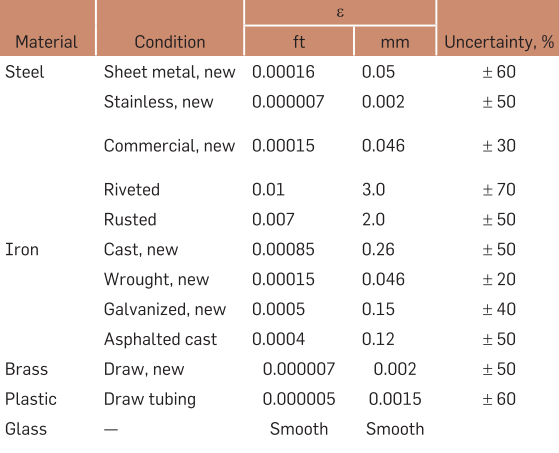 ε
Material Condition ft mm Uncertainty, %
Steel Sheet metal, new 0.00016 0.05 ± 60
Stainless, new 0.000007 0.002 ± 50
Commercial, new 0.00015 0.046 ± 30
Riveted 0.01 3.0 ± 70
Rusted 0.007 2.0 ± 50
Iron Cast, new 0.00085 0.26 ± 50
Wrought, new 0.00015 0.046 ± 20
Galvanized, new 0.0005 0.15 ± 40
Asphalted cast 0.0004 0.12 ± 50
Brass Draw, new 0.000007 0.002 ± 50
Plastic Draw tubing 0.000005 0.0015 ± 60
Glass — Smooth Smooth